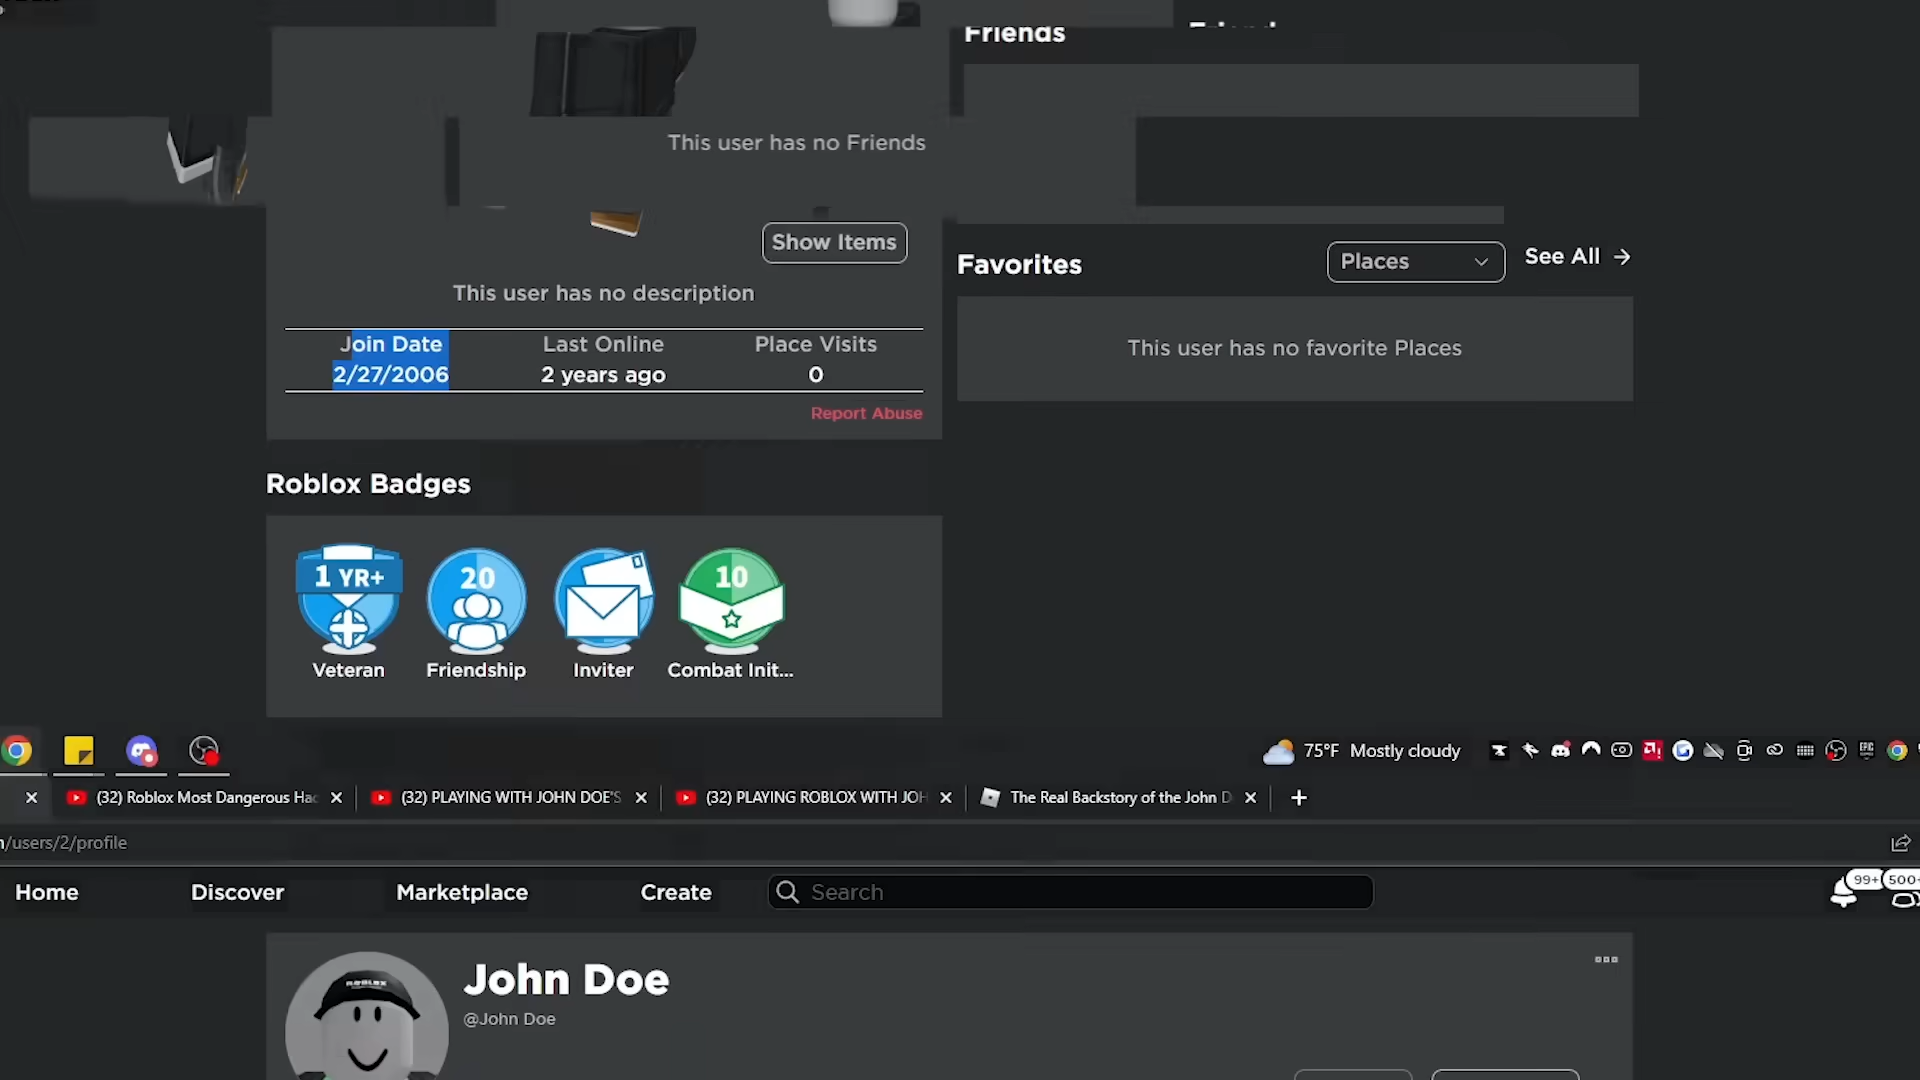 Friends
This user has no Friends
Show Items
Favorites
Places
See All →
This user has no description
This user has no favorite Places
Join Date
2/27/2006
Last Online
2 years ago
Place Visits
0
Report Abuse
Roblox Badges
1 YR+
20
10
Veteran
Friendship
Inviter
Combat Init...
75°F Mostly cloudy
(32) Roblox Most Dangerous Hac
(32) PLAYING WITH JOHN DOE'S
(32) PLAYING ROBLOX WITH JOH
The Real Backstory of the John D
/users/2/profile
Home
Discover
Marketplace
Create
Search
99+
500+
ROBLOX
John Doe
@John Doe